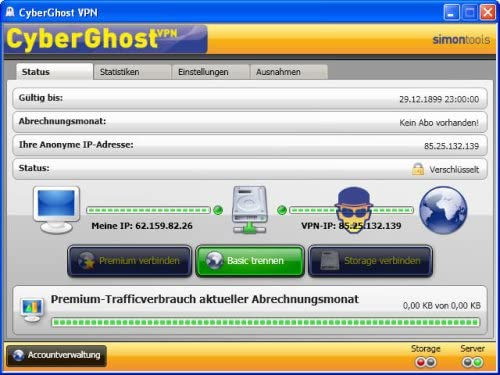 CyberGhost VPN
CyberGhost VPN
simontools
Status Statistiken Einstellungen Ausnahmen
Gültig bis: 29.12.1899 23:00:00
Abrechnungsmonat: Kein Abo vorhanden!
Ihre Anonyme IP-Adresse: 85.25.132.139
Status: Verschlüsselt
Meine IP: 62.159.82.26 VPN-IP: 85.25.132.139
Premium verbinden Basic trennen Storage verbinden
Premium-Trafficverbrauch aktueller Abrechnungsmonat 0,00 KB von 0,00 KB
Accountverwaltung Storage Server